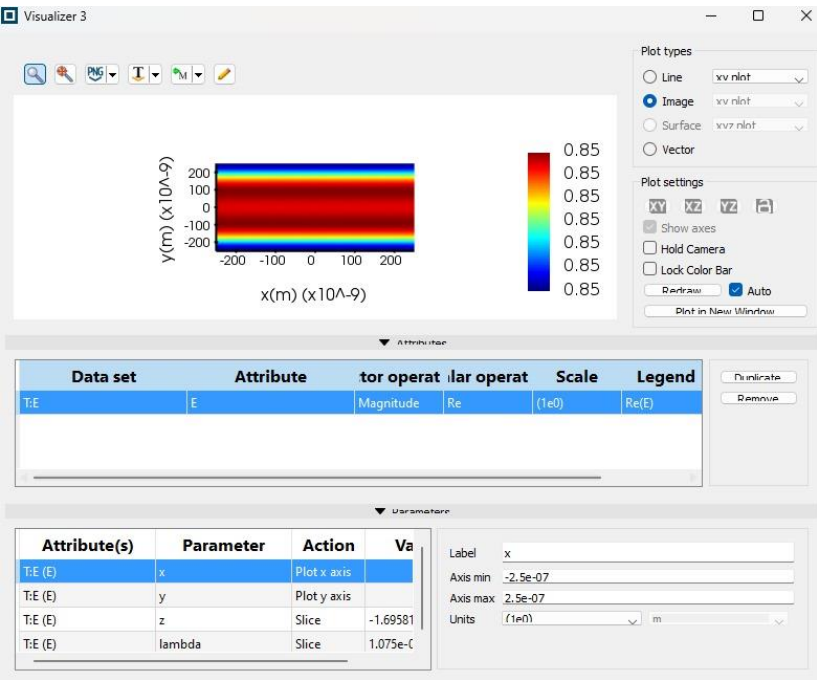 Visualizer 3
Plot types
Line
xy plot
Image
xy plot
Surface
xyz plot
Vector
PNG
T
M
0.85
0.85
0.85
0.85
0.85
0.85
0.85
y(m) (x10^-9)
200
100
0
-100
-200
-200 -100 0 100 200
x(m) (x10^-9)
Plot settings
XY XZ YZ
Show axes
Hold Camera
Lock Color Bar
Redraw
Auto
Plot in New Window
Attributes
Data set Attribute tor operat lar operat Scale Legend
T:E E Magnitude Re (1e0) Re(E)
Duplicate
Remove
Parameters
Attribute(s) Parameter Action Va
T:E (E) x Plot x axis
T:E (E) y Plot y axis
T:E (E) z Slice -1.69581
T:E (E) lambda Slice 1.075e-0
Label x
Axis min -2.5e-07
Axis max 2.5e-07
Units (1e0) m